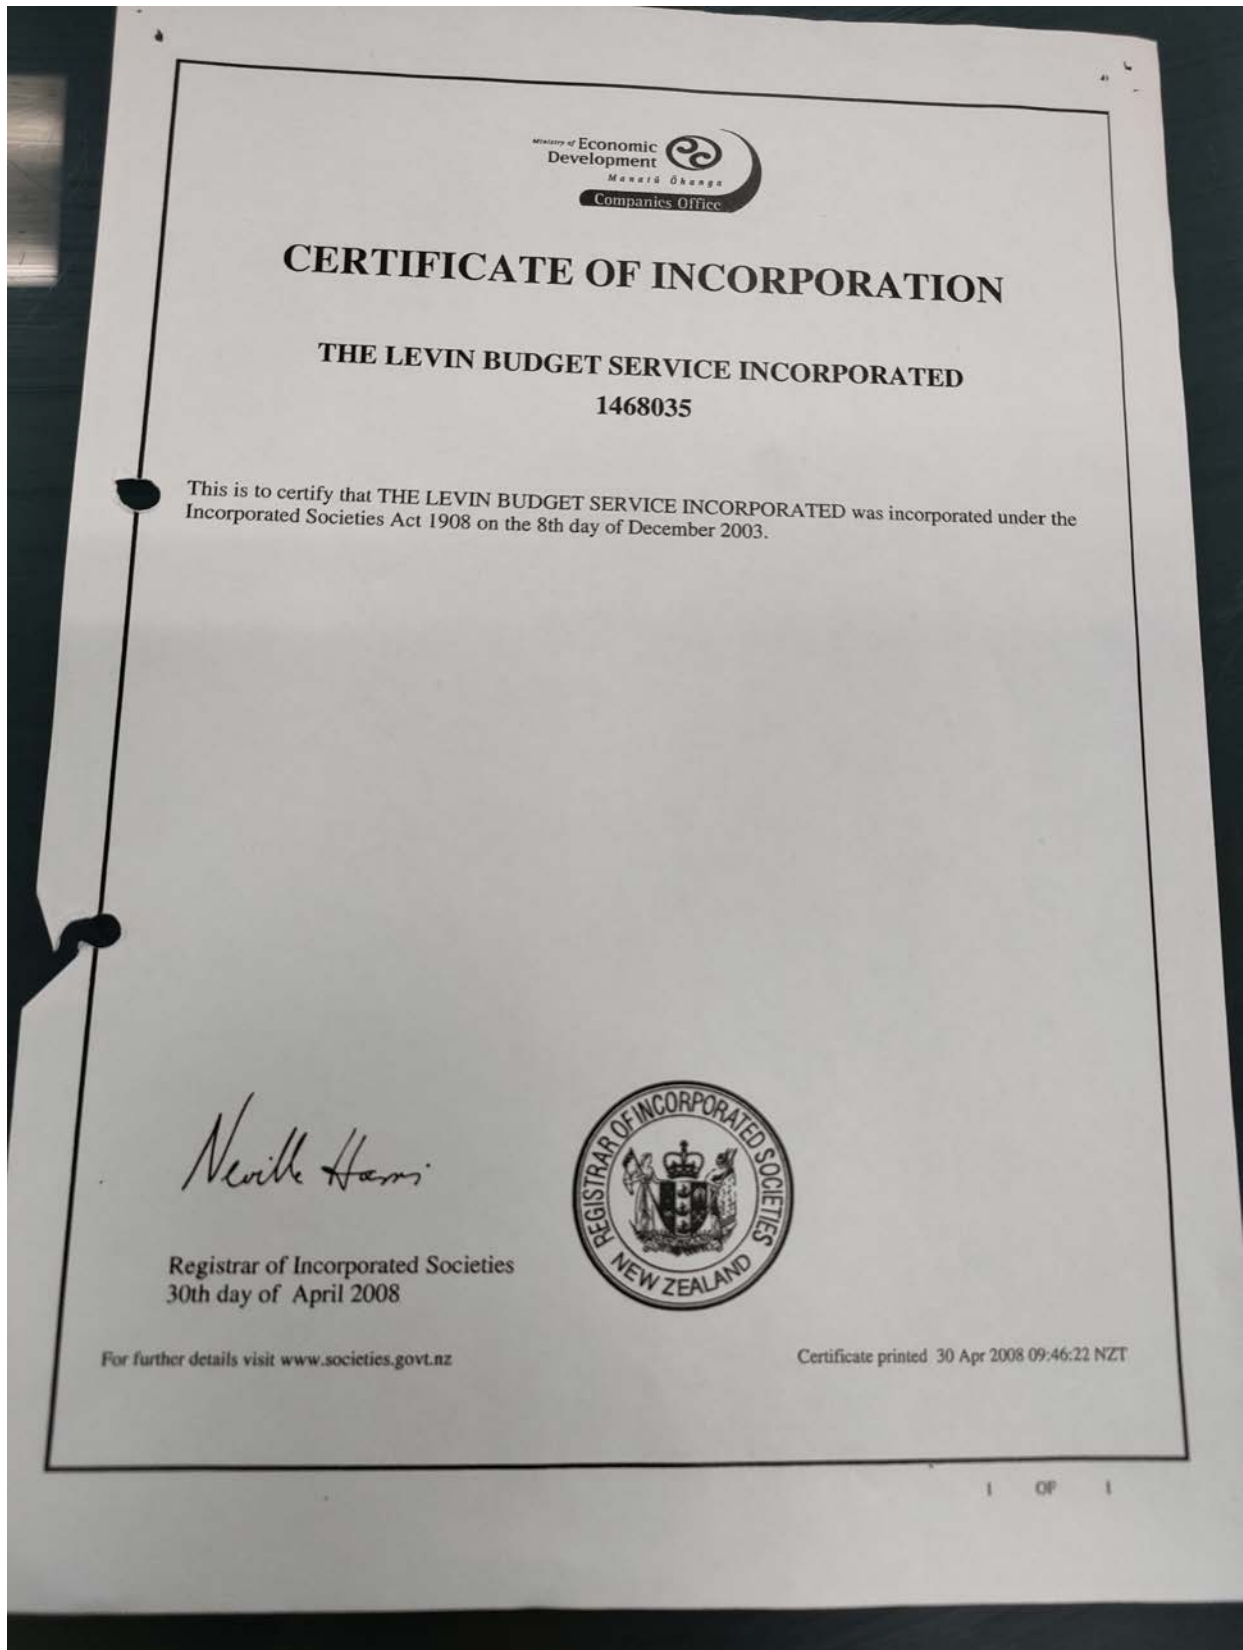 Ministry of Economic
Development
Manatū Ōhanga
Companies Office
CERTIFICATE OF INCORPORATION
THE LEVIN BUDGET SERVICE INCORPORATED
1468035
This is to certify that THE LEVIN BUDGET SERVICE INCORPORATED was incorporated under the
Incorporated Societies Act 1908 on the 8th day of December 2003.
Neville Harris
REGISTRAR OF INCORPORATED SOCIETIES
NEW ZEALAND
Registrar of Incorporated Societies
30th day of April 2008
For further details visit www.societies.govt.nz
Certificate printed 30 Apr 2008 09:46:22 NZT
1 OF 1